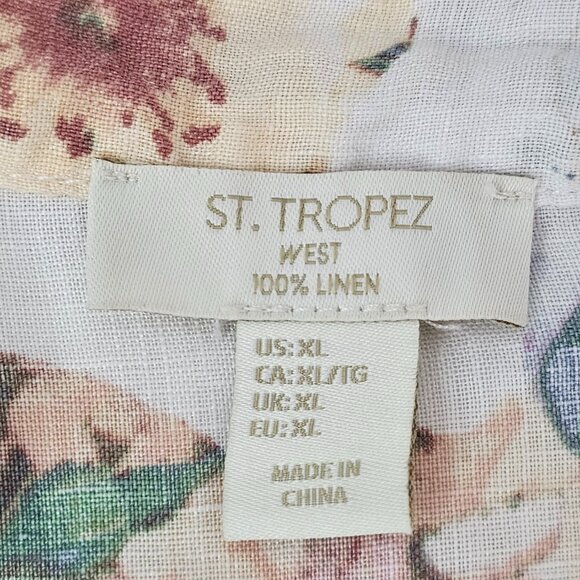 ST. TROPEZ
WEST
100% LINEN
US: XL
CA: XL/TG
UK: XL
EU: XL
MADE IN
CHINA